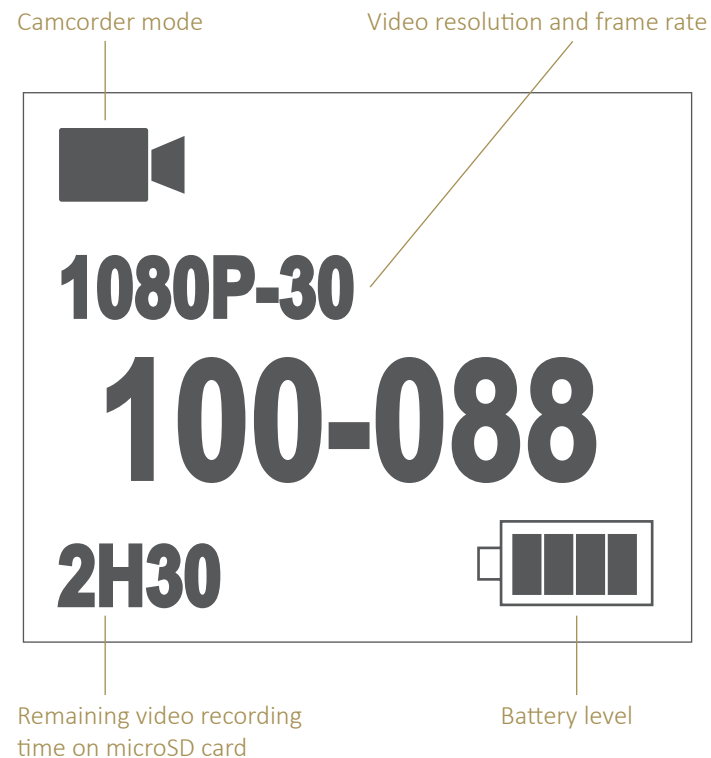 Camcorder mode
Video resolution and frame rate
1080P-30
100-088
2H30
Remaining video recording
time on microSD card
Battery level